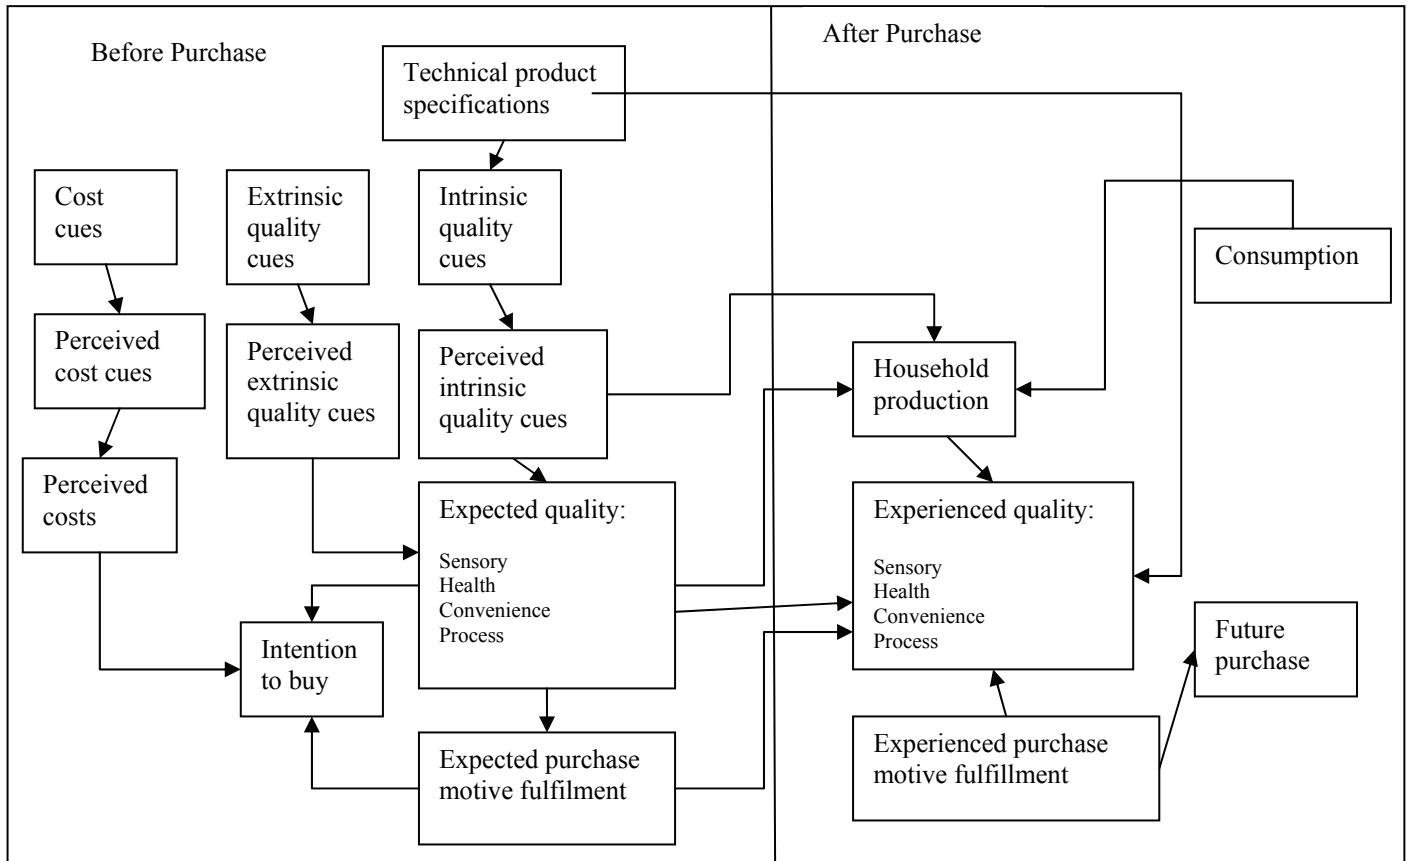 Before Purchase
After Purchase
Technical product
specifications
Cost
cues
Extrinsic
quality
cues
Intrinsic
quality
cues
Consumption
Perceived
cost cues
Perceived
extrinsic
quality cues
Perceived
intrinsic
quality cues
Household
production
Perceived
costs
Expected quality:
Sensory
Health
Convenience
Process
Experienced quality:
Sensory
Health
Convenience
Process
Intention
to buy
Future
purchase
Expected purchase
motive fulfilment
Experienced purchase
motive fulfillment